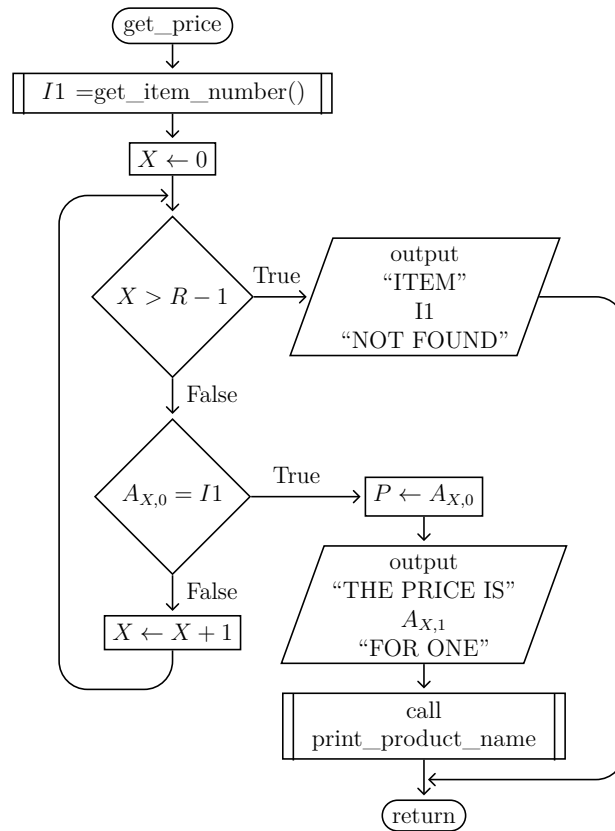 get_price
I1 =get_item_number()
X ← 0
X > R − 1
True
output
“ITEM”
I1
“NOT FOUND”
False
A_{X,0} = I1
True
P ← A_{X,0}
False
X ← X + 1
output
“THE PRICE IS”
A_{X,1}
“FOR ONE”
call
print_product_name
return